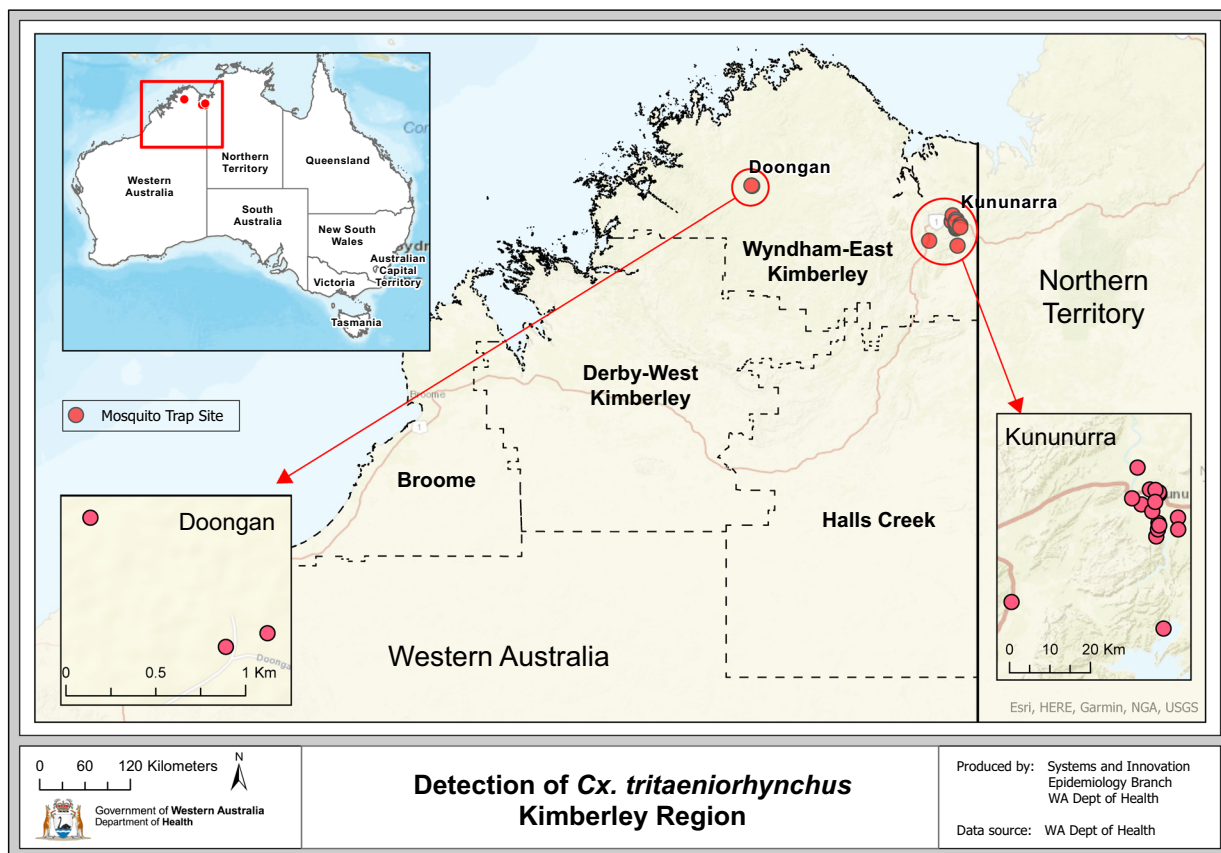 Northern
Territory
Queensland
Western
Australia
South
Australia
New South
Wales
Australian
Capital
Territory
Victoria
Tasmania
Mosquito Trap Site
Doongan
Kununarra
1
Wyndham-East
Kimberley
Northern
Territory
Derby-West
Kimberley
Broome
1
Broome
Halls Creek
Western Australia
Doongan
0 0.5 1 Km
Kununurra
0 10 20 Km
Esri, HERE, Garmin, NGA, USGS
0 60 120 Kilometers
N
Government of Western Australia
Department of Health
Detection of Cx. tritaeniorhynchus
Kimberley Region
Produced by: Systems and Innovation
Epidemiology Branch
WA Dept of Health
Data source: WA Dept of Health